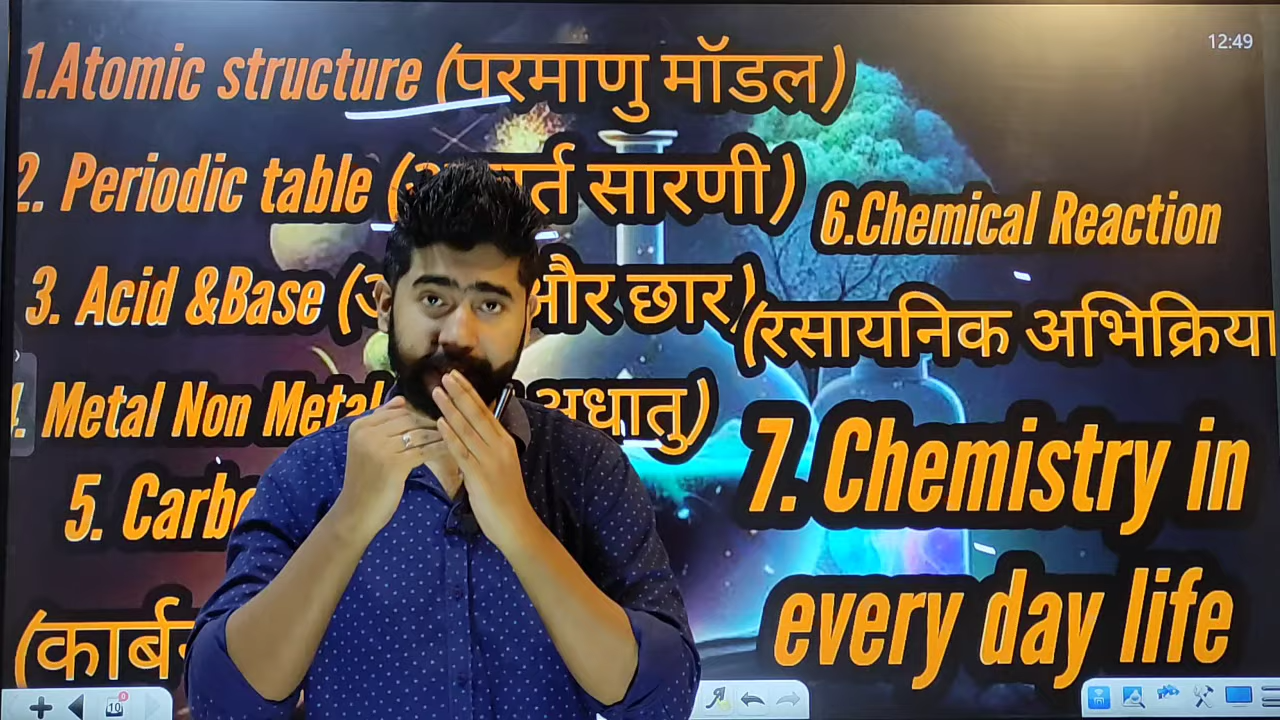 1.Atomic structure (परमाणु मॉडल)
2. Periodic table
सारणी)
3. Acid &Base
और छार)
Metal Non Metal
अधातु)
5.
6.Chemical Reaction
(रसायनिक अभिक्रिया
7. Chemistry in
every day life
12:49
10